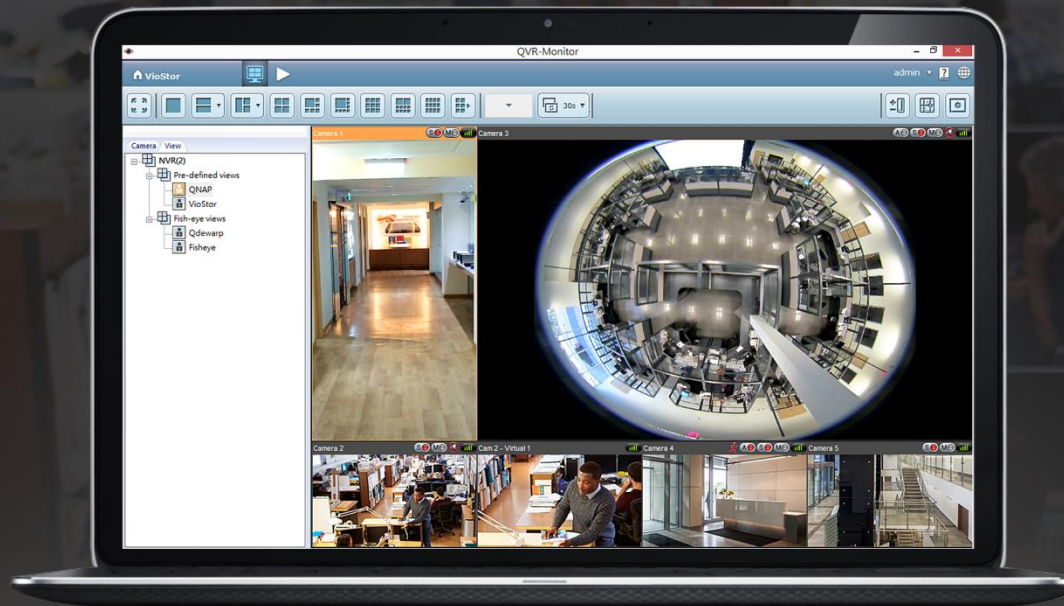 QVR-Monitor
VioStor
admin
?
30s
Camera View
NVR(2)
Pre-defined views
QNAP
VioStor
Fish-eye views
Qdewarp
Fisheye
Camera 1
Camera 3
Camera 2
Cam 2 - Virtual 1
Camera 4
Camera 5